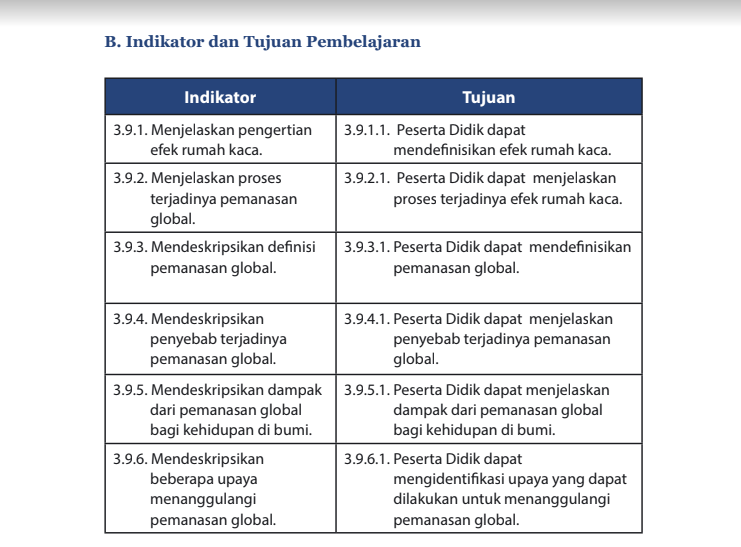 B. Indikator dan Tujuan Pembelajaran
Indikator
Tujuan
3.9.1. Menjelaskan pengertian
efek rumah kaca.
3.9.1.1. Peserta Didik dapat
mendefinisikan efek rumah kaca.
3.9.2. Menjelaskan proses
terjadinya pemanasan
global.
3.9.2.1. Peserta Didik dapat menjelaskan
proses terjadinya efek rumah kaca.
3.9.3. Mendeskripsikan definisi
pemanasan global.
3.9.3.1. Peserta Didik dapat mendefinisikan
pemanasan global.
3.9.4. Mendeskripsikan
penyebab terjadinya
pemanasan global.
3.9.4.1. Peserta Didik dapat menjelaskan
penyebab terjadinya pemanasan
global.
3.9.5. Mendeskripsikan dampak
dari pemanasan global
bagi kehidupan di bumi.
3.9.5.1. Peserta Didik dapat menjelaskan
dampak dari pemanasan global
bagi kehidupan di bumi.
3.9.6. Mendeskripsikan
beberapa upaya
menanggulangi
pemanasan global.
3.9.6.1. Peserta Didik dapat
mengidentifikasi upaya yang dapat
dilakukan untuk menanggulangi
pemanasan global.